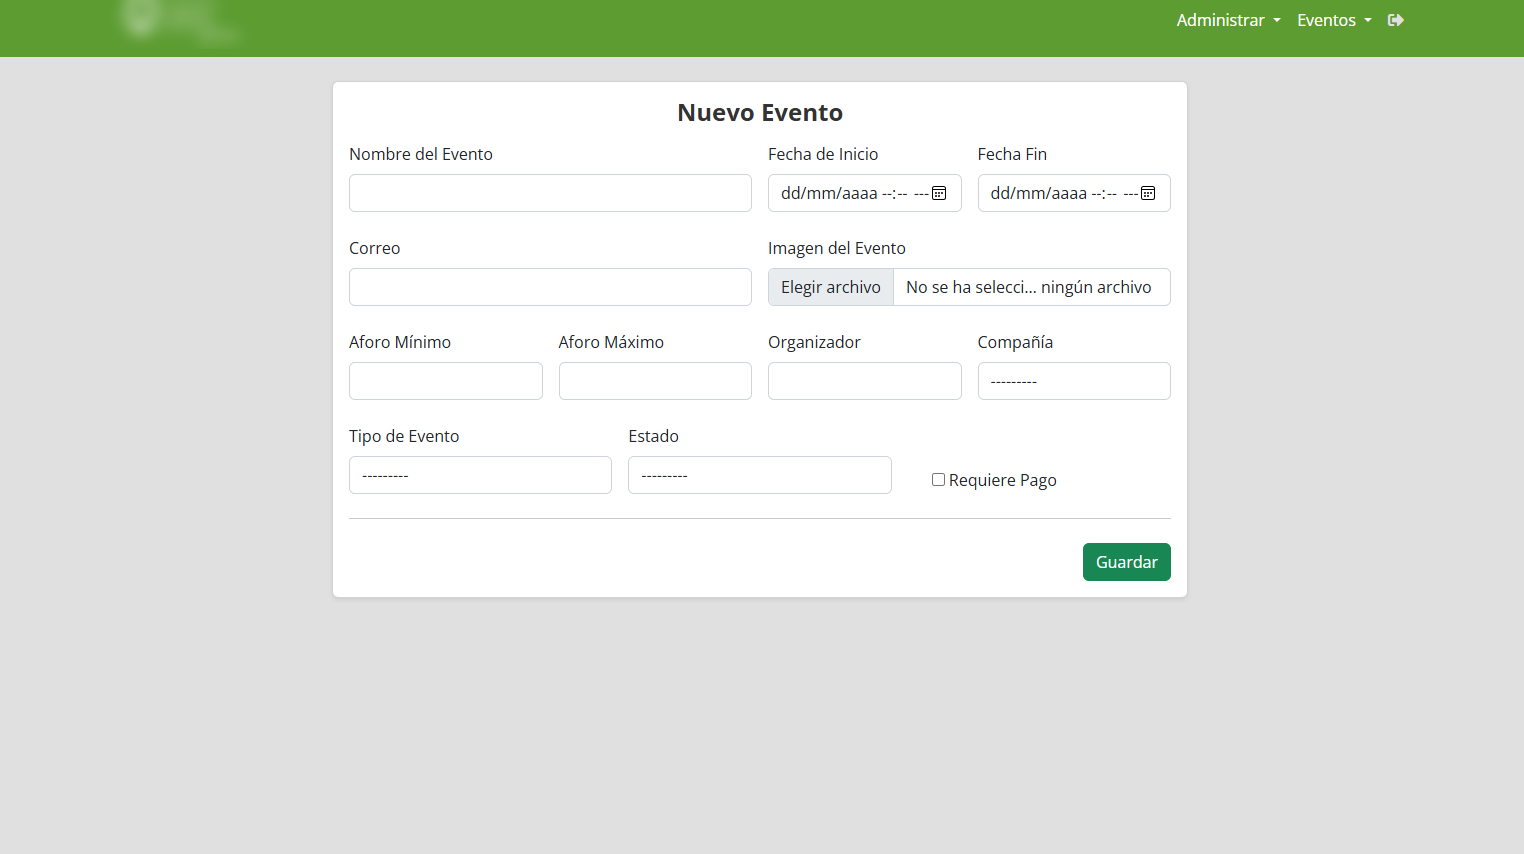 Administrar Eventos
Nuevo Evento
Nombre del Evento Fecha de Inicio Fecha Fin
dd/mm/aaaa --:-- --- dd/mm/aaaa --:-- ---
Correo Imagen del Evento
Elegir archivo No se ha selecci... ningún archivo
Aforo Mínimo Aforo Máximo Organizador Compañía
---------
Tipo de Evento Estado
--------- --------- Requiere Pago
Guardar